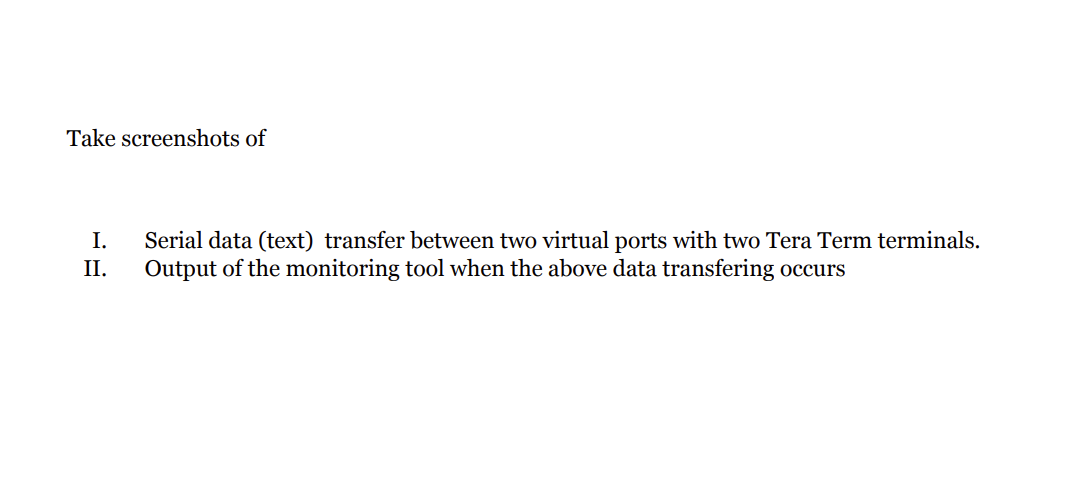 Take screenshots of
I. Serial data (text) transfer between two virtual ports with two Tera Term terminals.
II. Output of the monitoring tool when the above data transfering occurs